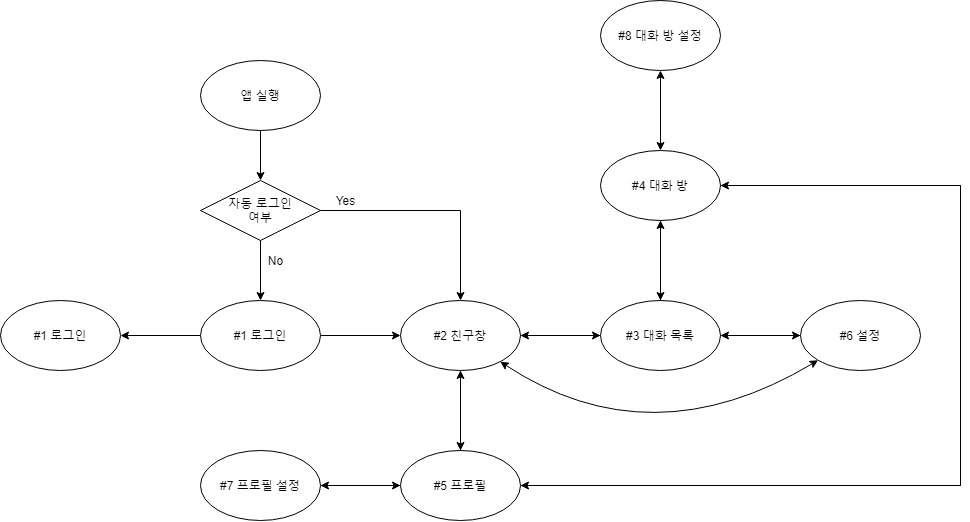 #8 대화 방 설정
앱 실행
#4 대화 방
자동 로그인
여부
Yes
No
#1 로그인
#1 로그인
#2 친구창
#3 대화 목록
#6 설정
#7 프로필 설정
#5 프로필